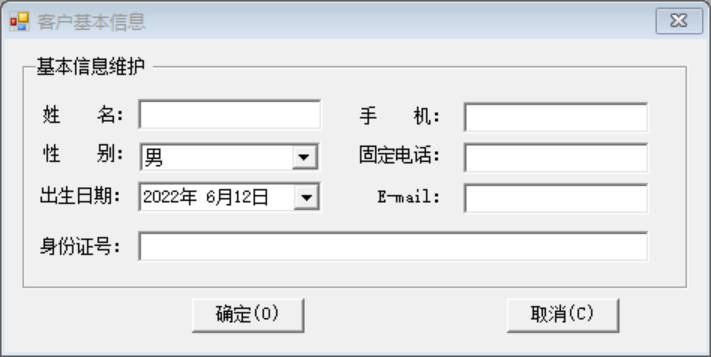 客户基本信息
基本信息维护
姓 名: 手 机:
性 别: 男 固定电话:
出生日期: 2022年 6月12日 E-mail:
身份证号:
确定(O) 取消(C)